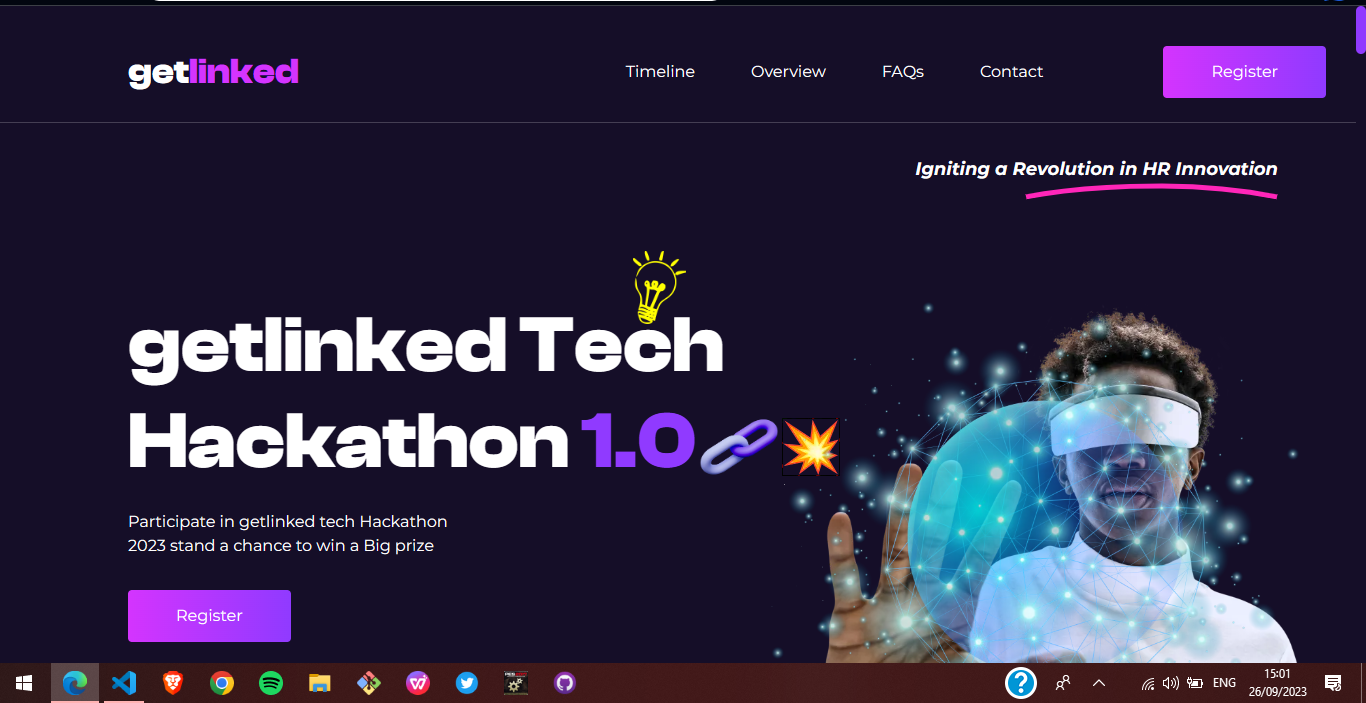 getlinked
Timeline Overview FAQs Contact Register
Igniting a Revolution in HR Innovation
getlinked Tech
Hackathon 1.0
Participate in getlinked tech Hackathon
2023 stand a chance to win a Big prize
Register
ENG
15:01
26/09/2023